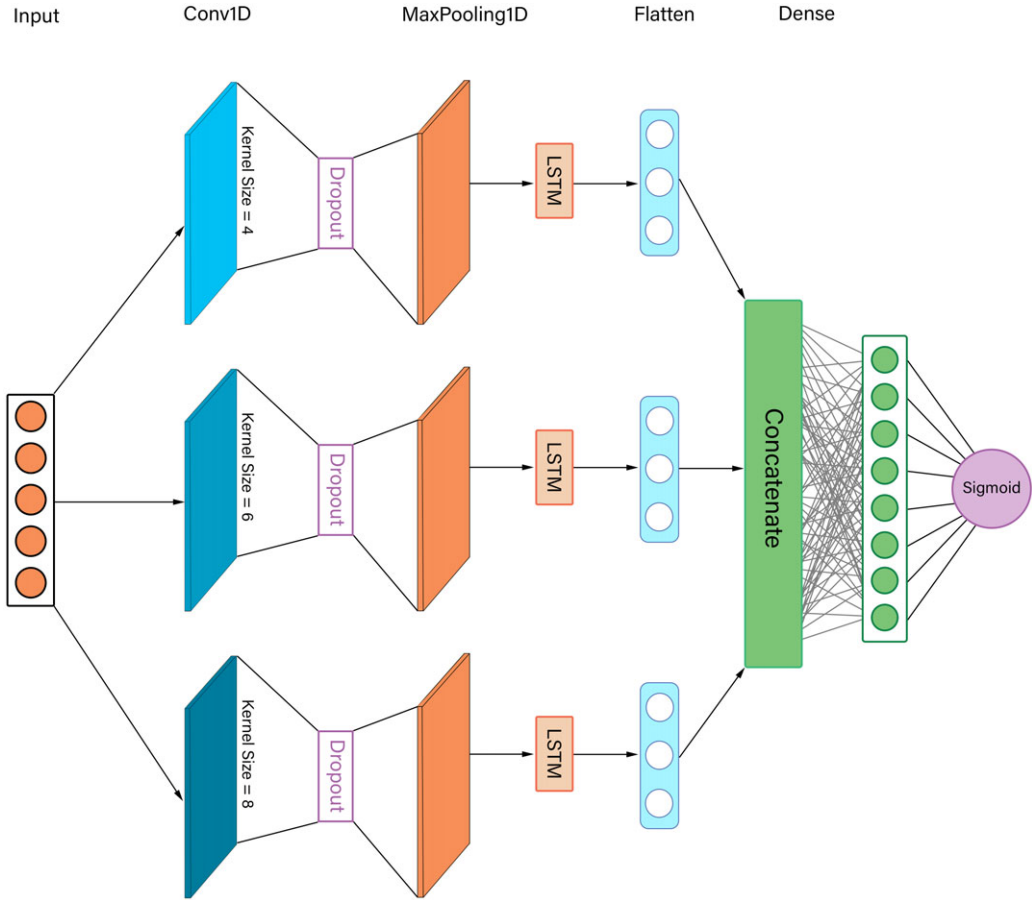 Input
Conv1D
MaxPooling1D
Flatten
Dense
Kernel Size = 4
Dropout
LSTM
Kernel Size = 6
Dropout
LSTM
Concatenate
Sigmoid
Kernel Size = 8
Dropout
LSTM